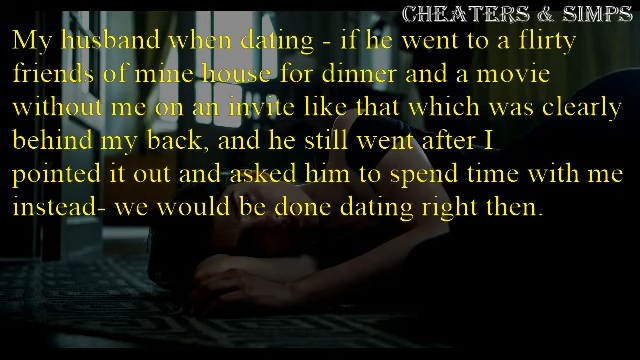 CHEATERS & SIMPS
My husband when dating - if he went to a flirty
friends of mine house for dinner and a movie
without me on an invite like that which was clearly
behind my back, and he still went after I
pointed it out and asked him to spend time with me
instead- we would be done dating right then.